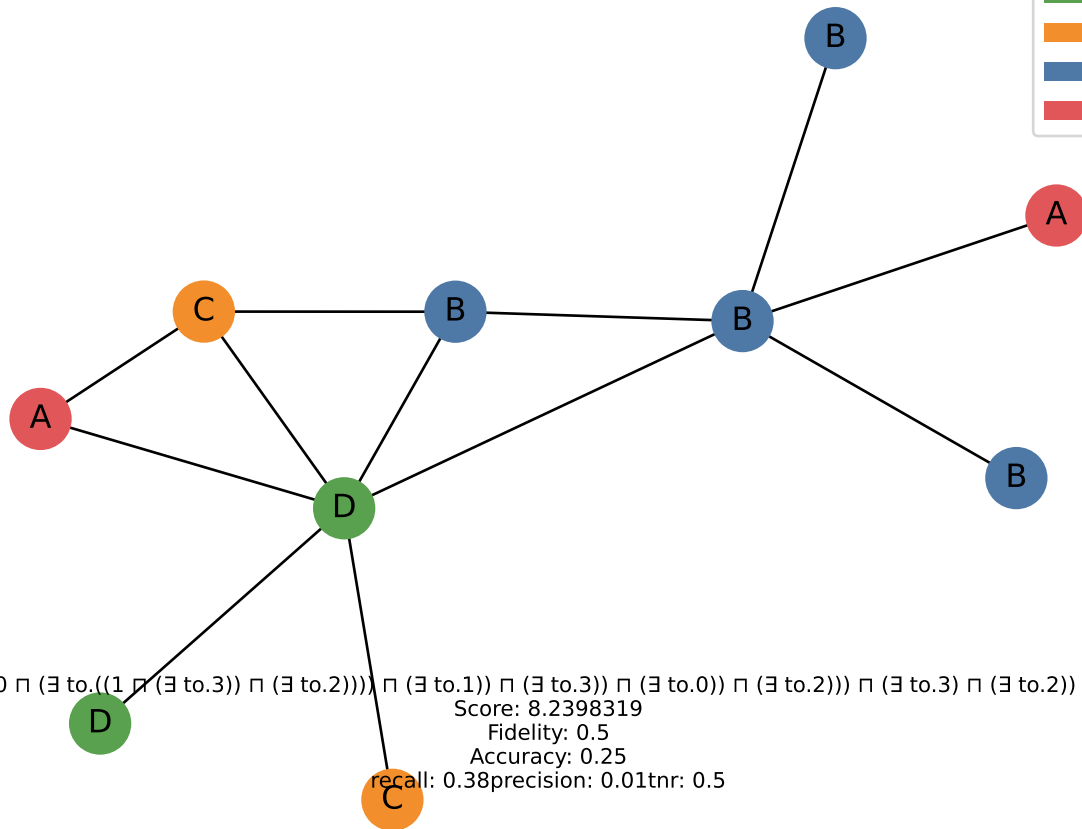 B
A
C
B
B
A
B
D
0 ⊓ (∃ to.((1 ⊓ (∃ to.3)) ⊓ (∃ to.2)))) ⊓ (∃ to.1)) ⊓ (∃ to.3)) ⊓ (∃ to.0)) ⊓ (∃ to.2))) ⊓ (∃ to.3) ⊓ (∃ to.2))
Score: 8.2398319
D
Fidelity: 0.5
Accuracy: 0.25
recall: 0.38precision: 0.01tnr: 0.5
C